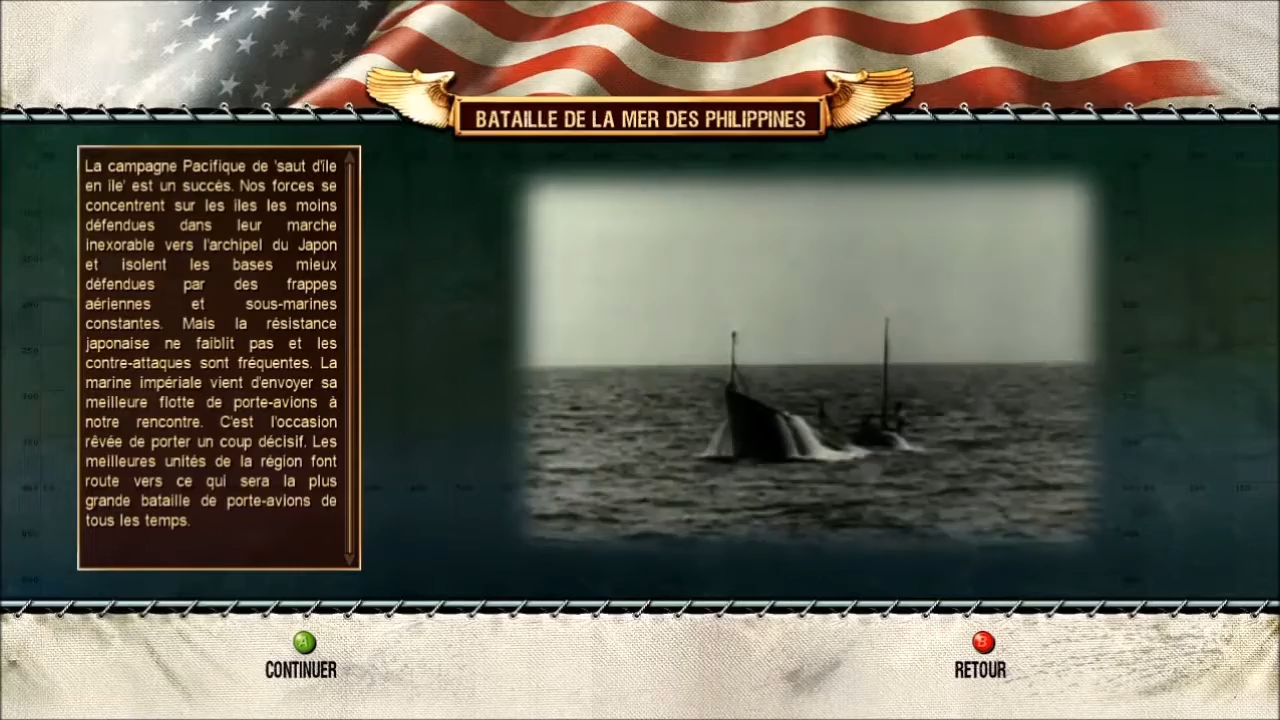 BATAILLE DE LA MER DES PHILIPPINES
La campagne Pacifique de 'saut d'île
en île' est un succès. Nos forces se
concentrent sur les îles les moins
défendues dans leur marche
inexorable vers l'archipel du Japon
et isolent les bases mieux
défendues par des frappes
aériennes et sous-marines
constantes. Mais la résistance
japonaise ne faiblit pas et les
contre-attaques sont fréquentes. La
marine impériale vient d'envoyer sa
meilleure flotte de porte-avions à
notre rencontre. C'est l'occasion
rêvée de porter un coup décisif. Les
meilleures unités de la région font
route vers ce qui sera la plus
grande bataille de porte-avions de
tous les temps.
A
CONTINUER
B
RETOUR